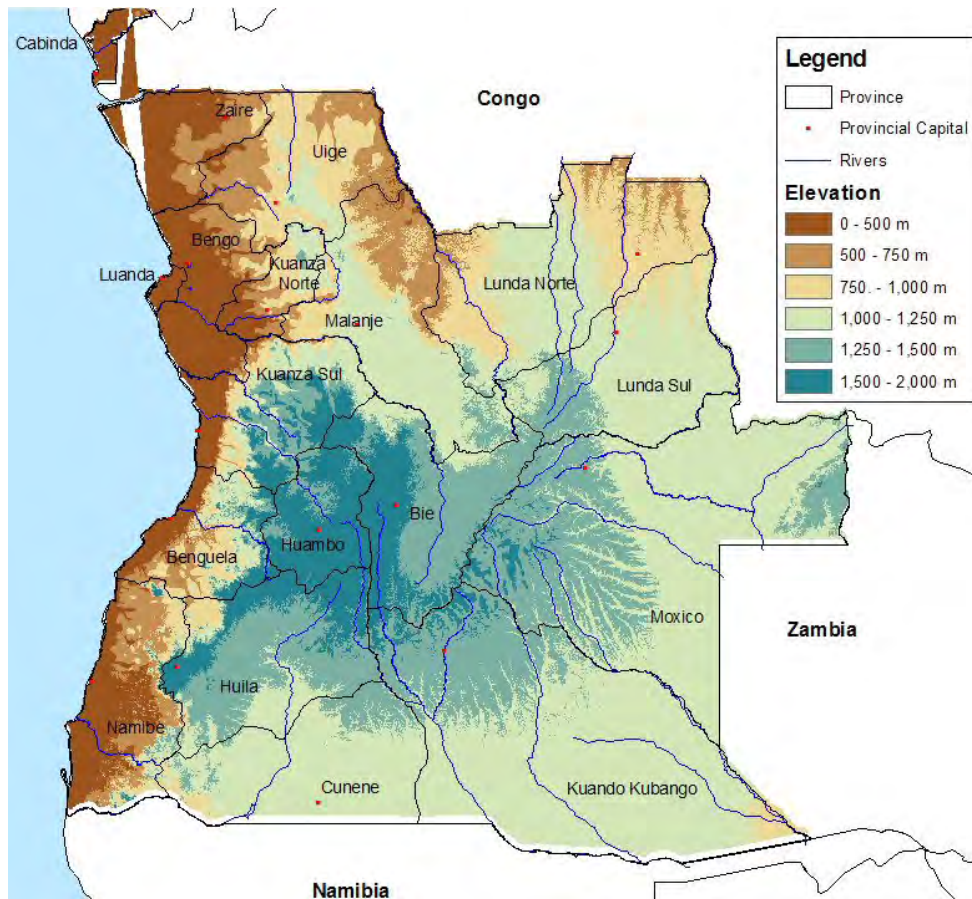 Cabinda
Congo
Zaire
Uige
Bengo
Luanda
Kuanza
Norte
Lunda Norte
Malanje
Kuanza Sul
Lunda Sul
Bie
Huambo
Benguela
Moxico
Zambia
Huila
Namibe
Cunene
Kuando Kubango
Namibia
Legend
Province
Provincial Capital
Rivers
Elevation
0 - 500 m
500 - 750 m
750. - 1,000 m
1,000 - 1,250 m
1,250 - 1,500 m
1,500 - 2,000 m